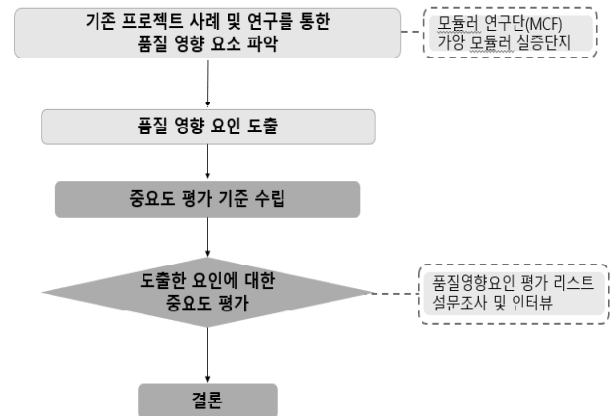 기존 프로젝트 사례 및 연구를 통한
품질 영향 요소 파악
모듈러 연구단(MCF)
가양 모듈러 실증단지
품질 영향 요인 도출
중요도 평가 기준 수립
도출한 요인에 대한
중요도 평가
품질영향요인 평가 리스트
설문조사 및 인터뷰
결론